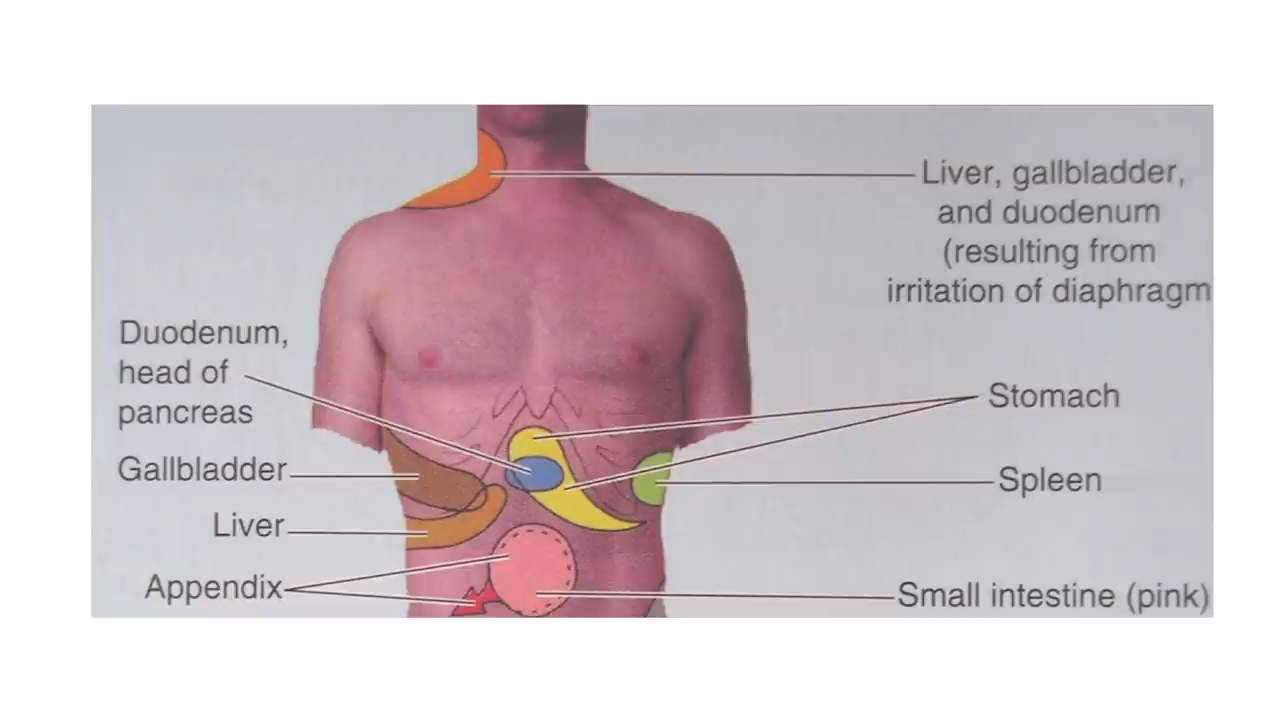 Liver, gallbladder,
and duodenum
(resulting from
irritation of diaphragm
Duodenum,
head of
pancreas
Stomach
Gallbladder
Spleen
Liver
Appendix
Small intestine (pink)